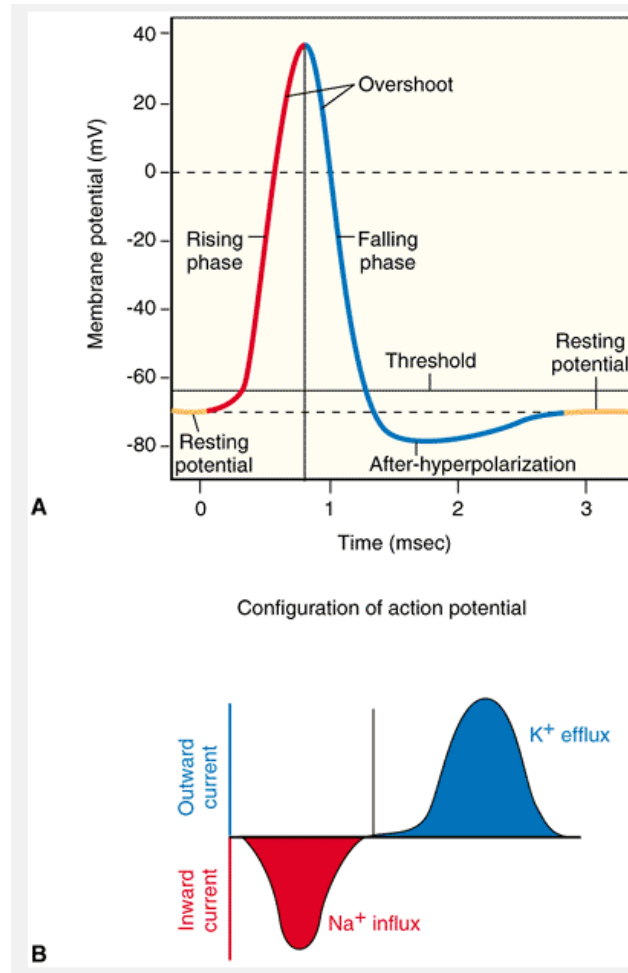 40
20
0
-20
-40
-60
-80
Membrane potential (mV)
Overshoot
Rising
phase
Falling
phase
Threshold
Resting
potential
Resting
potential
After-hyperpolarization
0
1
2
3
A
Time (msec)
Configuration of action potential
Outward
current
K⁺ efflux
Inward
current
Na⁺ influx
B